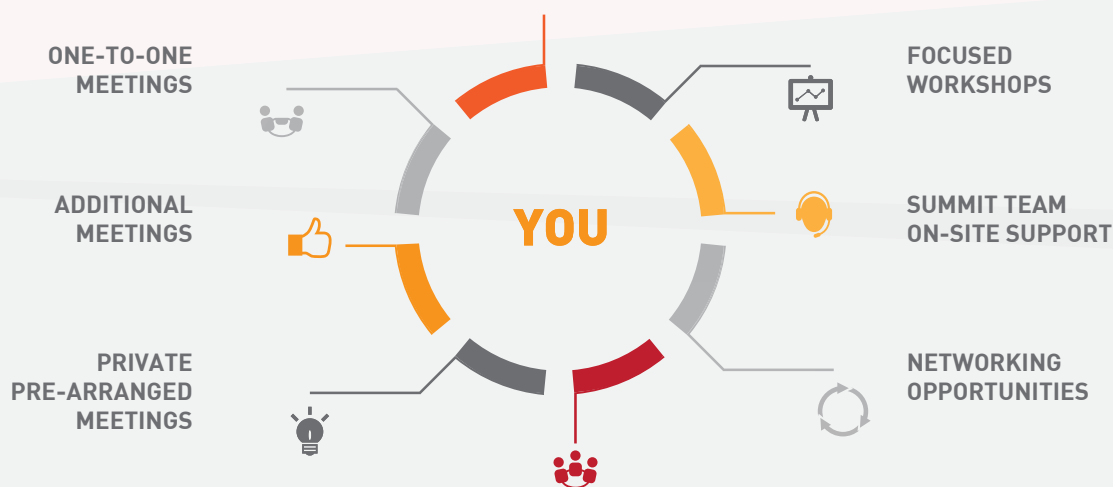 ONE-TO-ONE
MEETINGS
FOCUSED
WORKSHOPS
ADDITIONAL
MEETINGS
YOU
SUMMIT TEAM
ON-SITE SUPPORT
PRIVATE
PRE-ARRANGED
MEETINGS
NETWORKING
OPPORTUNITIES